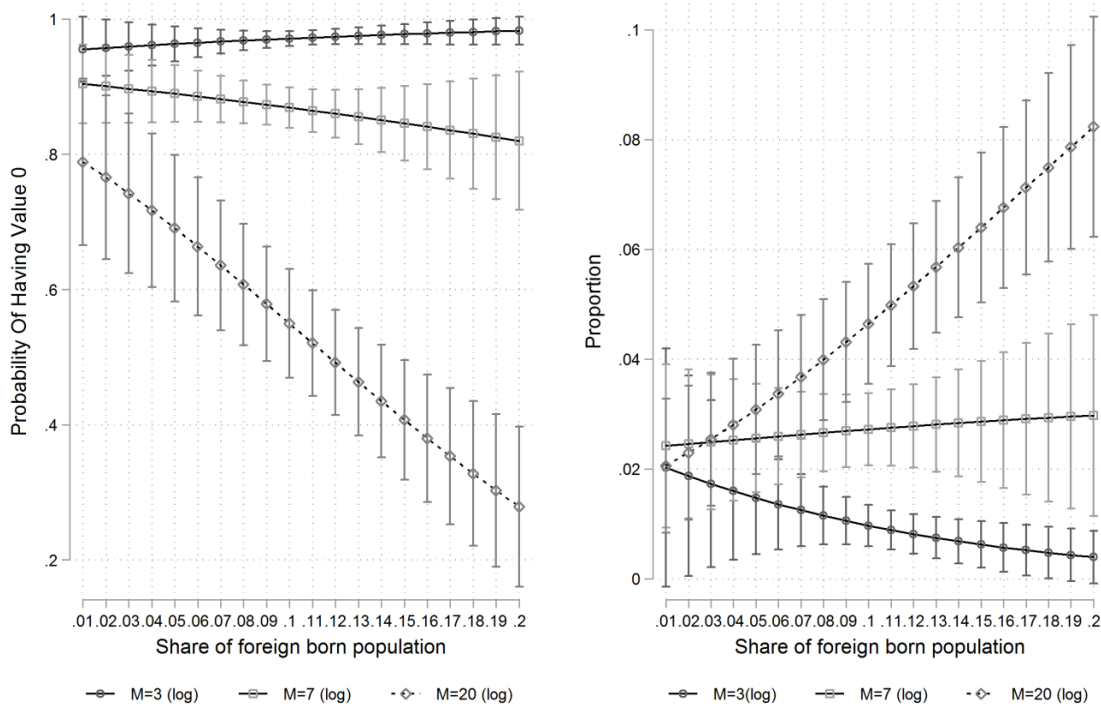 Probability Of Having Value 0
1
.8
.6
.4
.2
.01 .02 .03 .04 .05 .06 .07 .08 .09 .1 .11 .12 .13 .14 .15 .16 .17 .18 .19 .2
Share of foreign born population
M=3 (log) M=7 (log) M=20 (log)
Proportion
.1
.08
.06
.04
.02
0
.01 .02 .03 .04 .05 .06 .07 .08 .09 .1 .11 .12 .13 .14 .15 .16 .17 .18 .19 .2
Share of foreign born population
M=3(log) M=7 (log) M=20 (log)